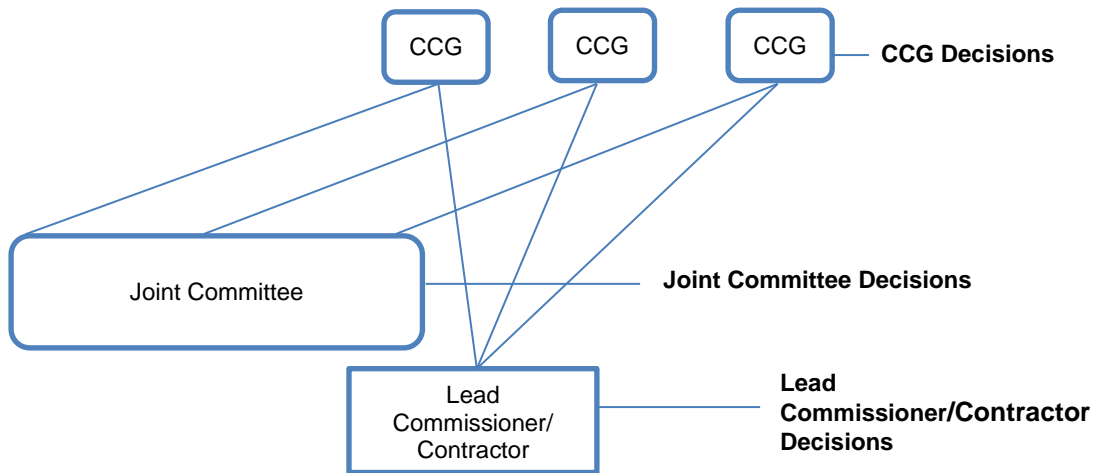 CCG
CCG
CCG
CCG Decisions
Joint Committee
Joint Committee Decisions
Lead
Commissioner/
Contractor
Lead
Commissioner/Contractor
Decisions